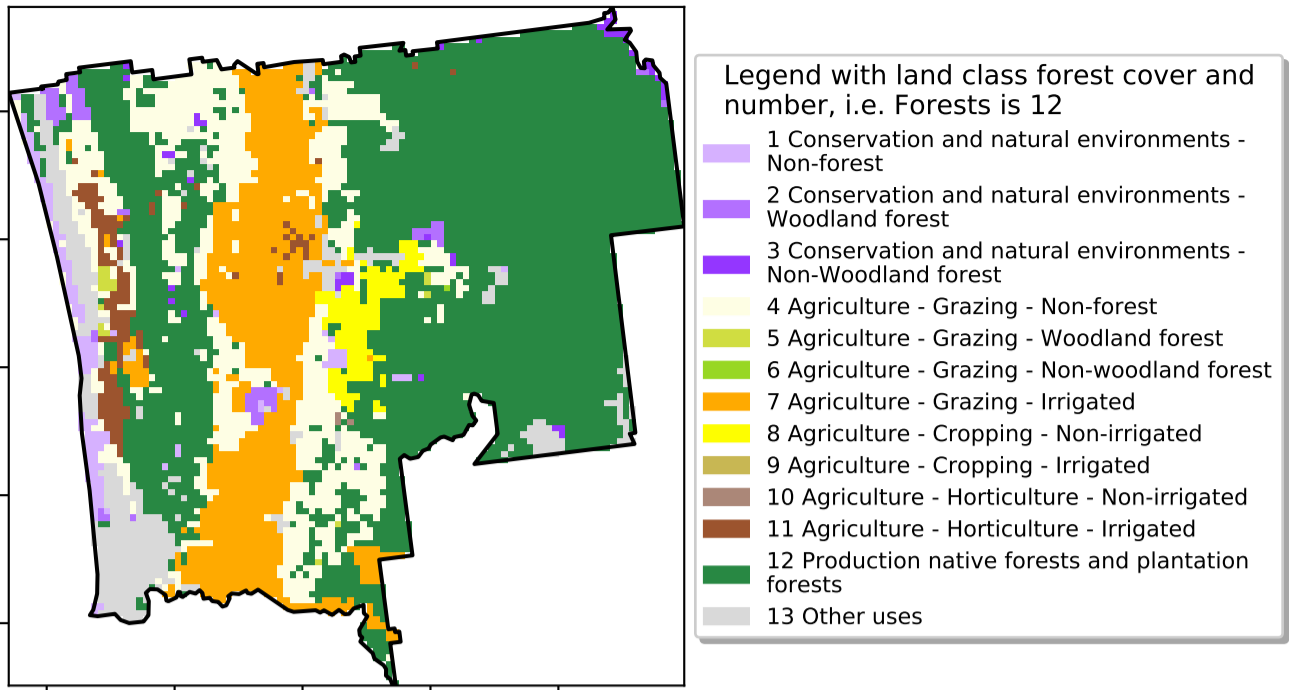 Legend with land class forest cover and
number, i.e. Forests is 12
1 Conservation and natural environments -
Non-forest
2 Conservation and natural environments -
Woodland forest
3 Conservation and natural environments -
Non-Woodland forest
4 Agriculture - Grazing - Non-forest
5 Agriculture - Grazing - Woodland forest
6 Agriculture - Grazing - Non-woodland forest
7 Agriculture - Grazing - Irrigated
8 Agriculture - Cropping - Non-irrigated
9 Agriculture - Cropping - Irrigated
10 Agriculture - Horticulture - Non-irrigated
11 Agriculture - Horticulture - Irrigated
12 Production native forests and plantation
forests
13 Other uses